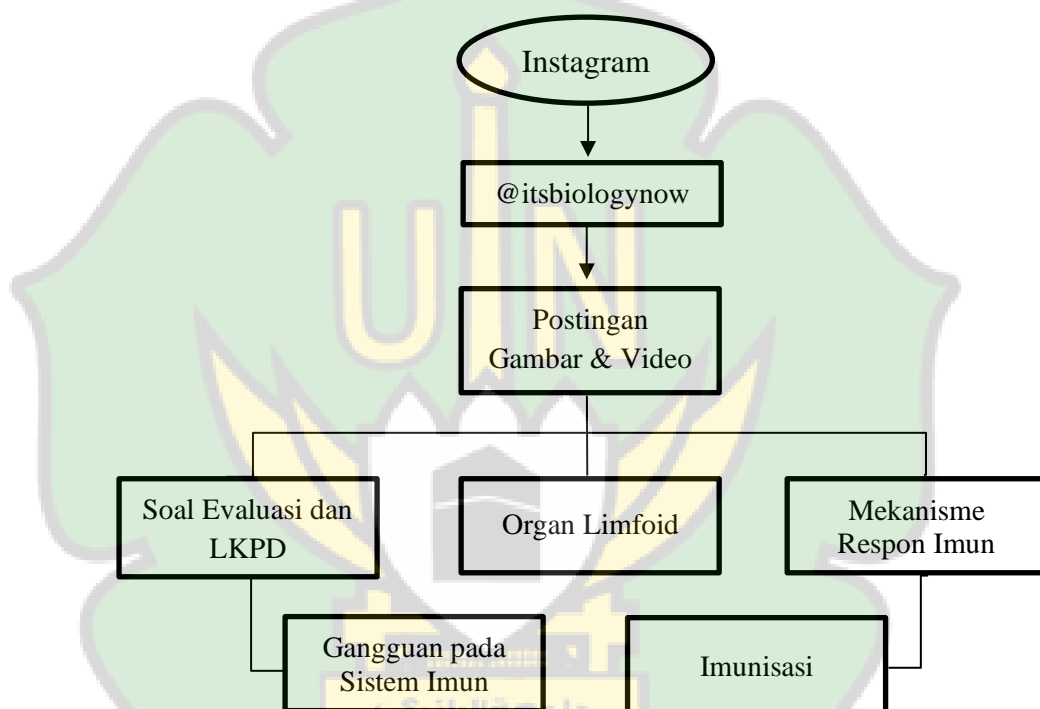 Instagram
@itsbiologynow
Postingan
Gambar & Video
Soal Evaluasi dan
LKPD
Organ Limfoid
Mekanisme
Respon Imun
Gangguan pada
Sistem Imun
Imunisasi
UIN